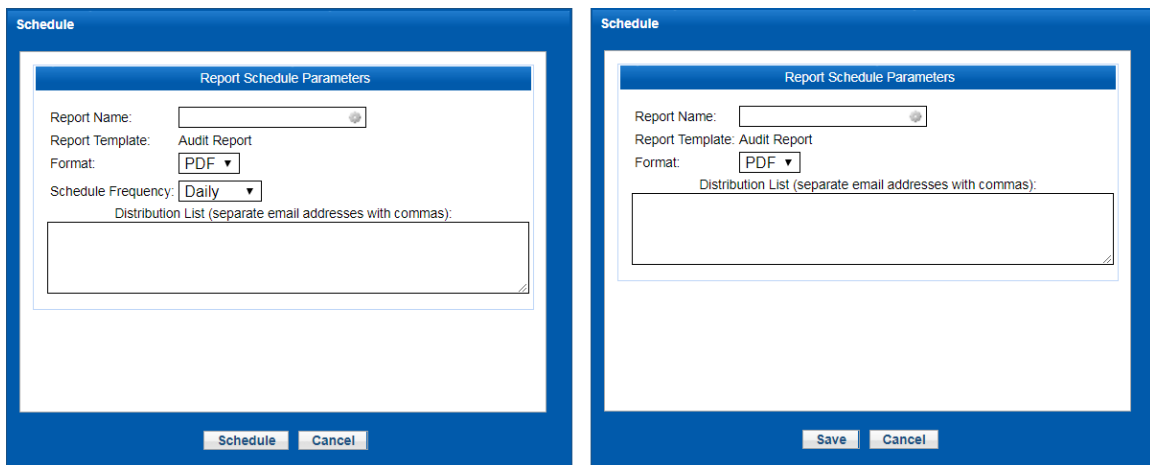 Schedule
Report Schedule Parameters
Report Name:
Report Template: Audit Report
Format: PDF
Schedule Frequency: Daily
Distribution List (separate email addresses with commas):
Schedule Cancel
Schedule
Report Schedule Parameters
Report Name:
Report Template: Audit Report
Format: PDF
Distribution List (separate email addresses with commas):
Save Cancel